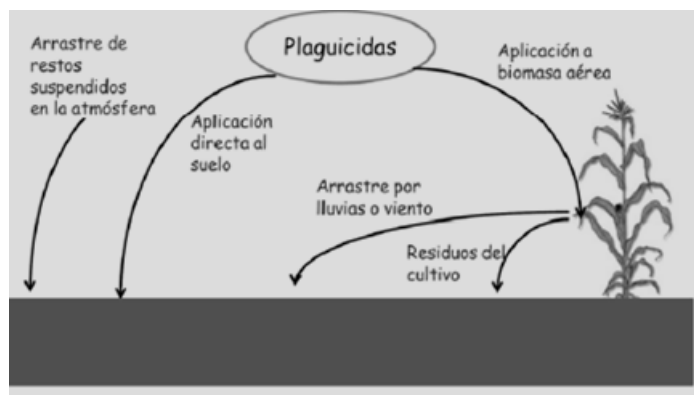 Arrastre de
restos
suspendidos
en la atmósfera
Plaguicidas
Aplicación a
biomasa aérea
Aplicación
directa al
suelo
Arrastre por
lluvias o viento
Residuos del
cultivo